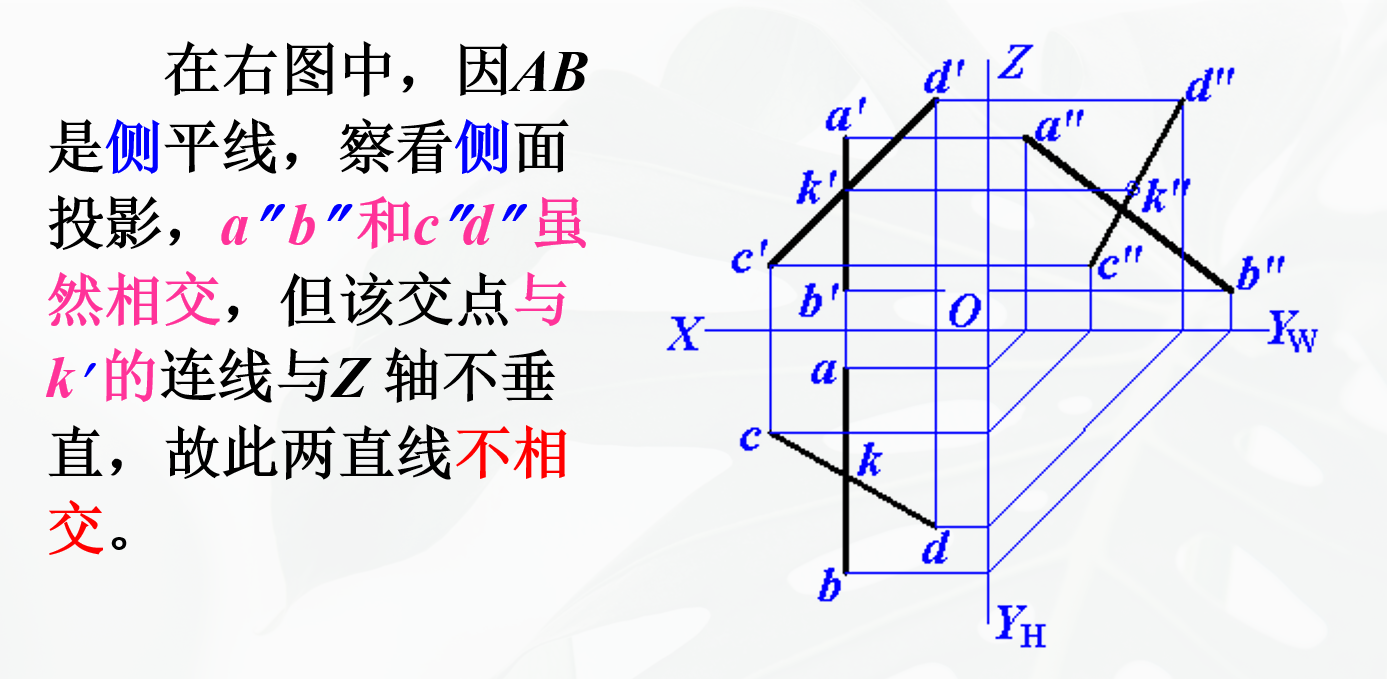 在右图中，因AB
是侧平线，察看侧面
投影，a″b″和c″d″虽
然相交，但该交点与
k′的连线与Z 轴不垂
直，故此两直线不相
交。
Z
d'
d"
a'
a"
k'
k"
c'
c"
b'
b"
O
X
YW
a
c
k
d
b
YH